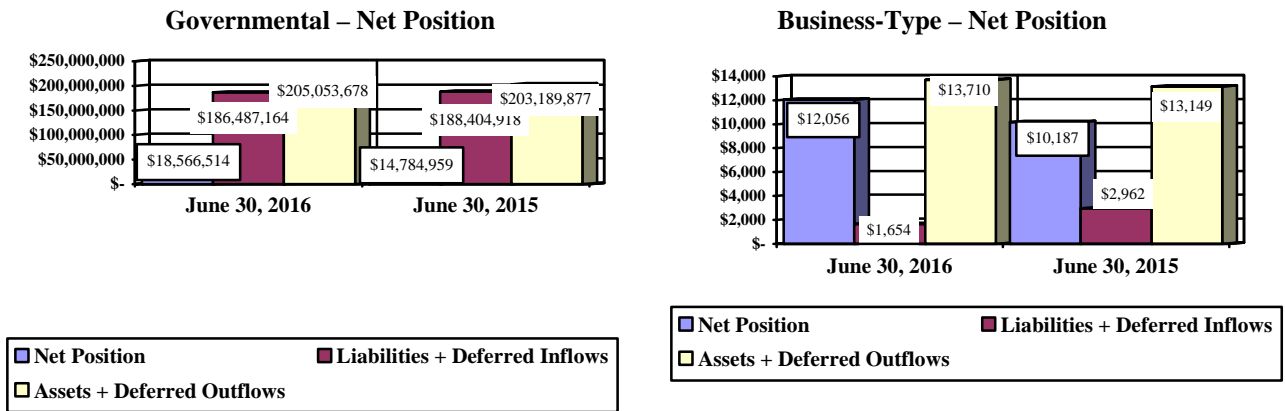 Governmental – Net Position
$250,000,000
$200,000,000
$150,000,000
$100,000,000
$50,000,000
$-
$205,053,678
$203,189,877
$186,487,164
$188,404,918
$18,566,514
$14,784,959
June 30, 2016
June 30, 2015
Net Position
Liabilities + Deferred Inflows
Assets + Deferred Outflows
Business-Type – Net Position
$14,000
$12,000
$10,000
$8,000
$6,000
$4,000
$2,000
$-
$13,710
$13,149
$12,056
$10,187
$2,962
$1,654
June 30, 2016
June 30, 2015
Net Position
Liabilities + Deferred Inflows
Assets + Deferred Outflows